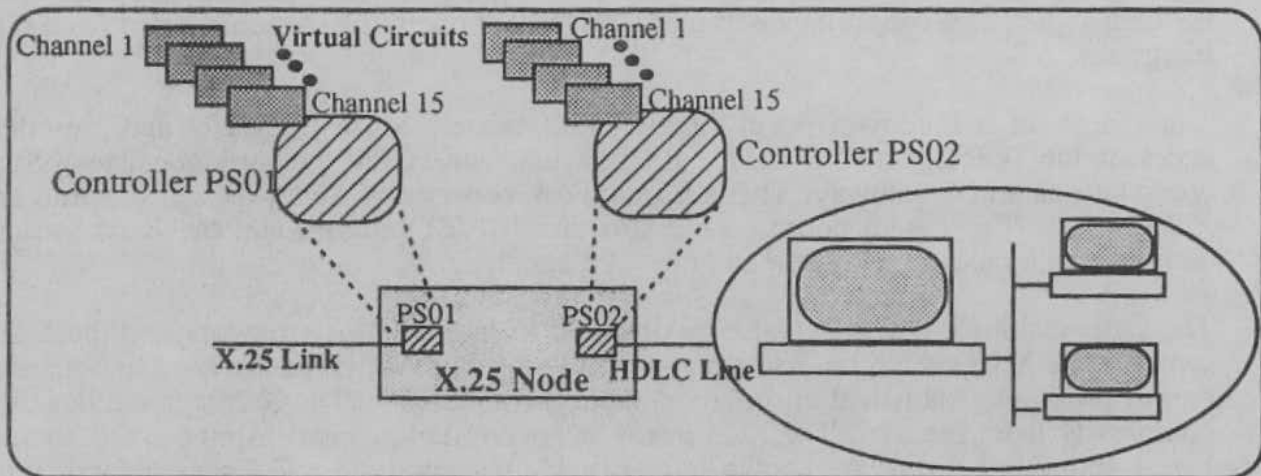 Channel 1
Virtual Circuits
Channel 1
Channel 15
Channel 15
Controller PS01
Controller PS02
PS01
PS02
X.25 Link
X.25 Node
HDLC Line